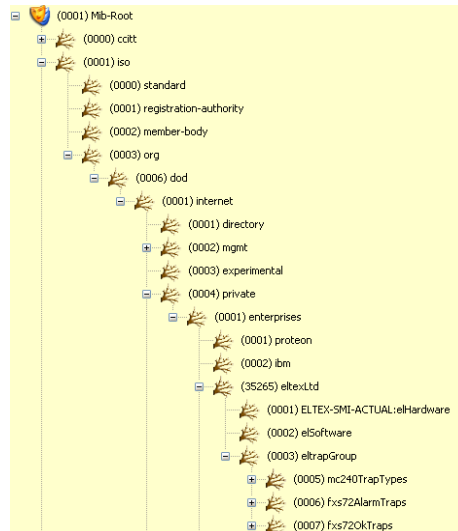 (0001) Mib-Root
(0000) ccitt
(0001) iso
(0000) standard
(0001) registration-authority
(0002) member-body
(0003) org
(0006) dod
(0001) internet
(0001) directory
(0002) mgmt
(0003) experimental
(0004) private
(0001) enterprises
(0001) proteon
(0002) ibm
(35265) eltexLtd
(0001) ELTEX-SMI-ACTUAL:elHardware
(0002) elSoftware
(0003) eltrapGroup
(0005) mc240TrapTypes
(0006) fxs72AlarmTraps
(0007) fxs72OkTraps